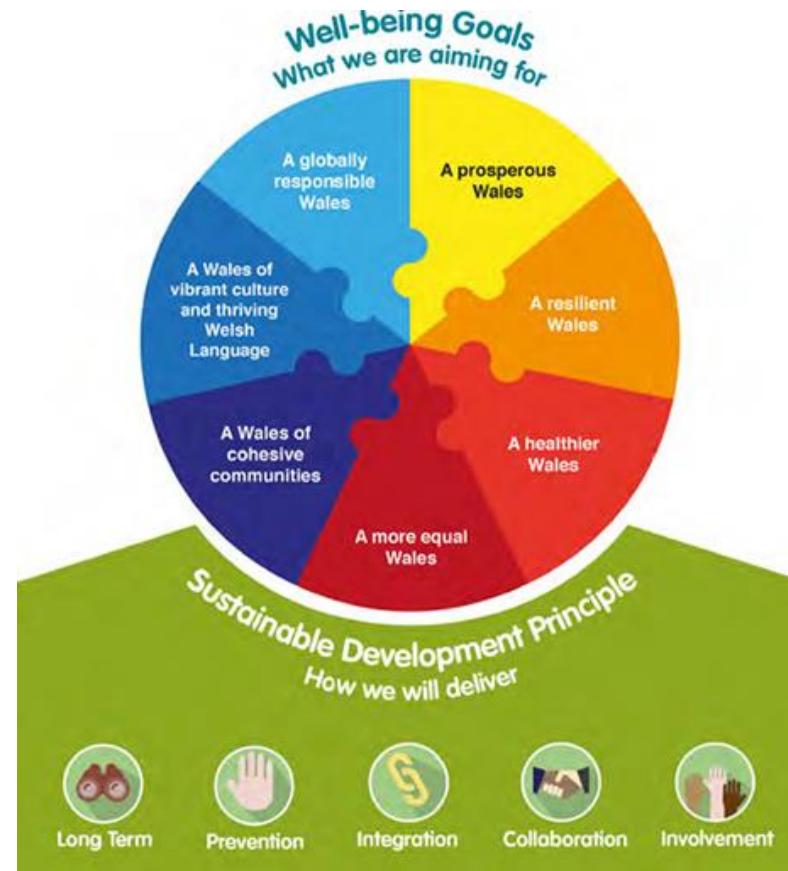 Well-being Goals
What we are aiming for
A globally
responsible
Wales
A prosperous
Wales
A Wales of
vibrant culture
and thriving
Welsh
Language
A resilient
Wales
A Wales of
cohesive
communities
A healthier
Wales
A more equal
Wales
Sustainable Development Principle
How we will deliver
Long Term
Prevention
Integration
Collaboration
Involvement